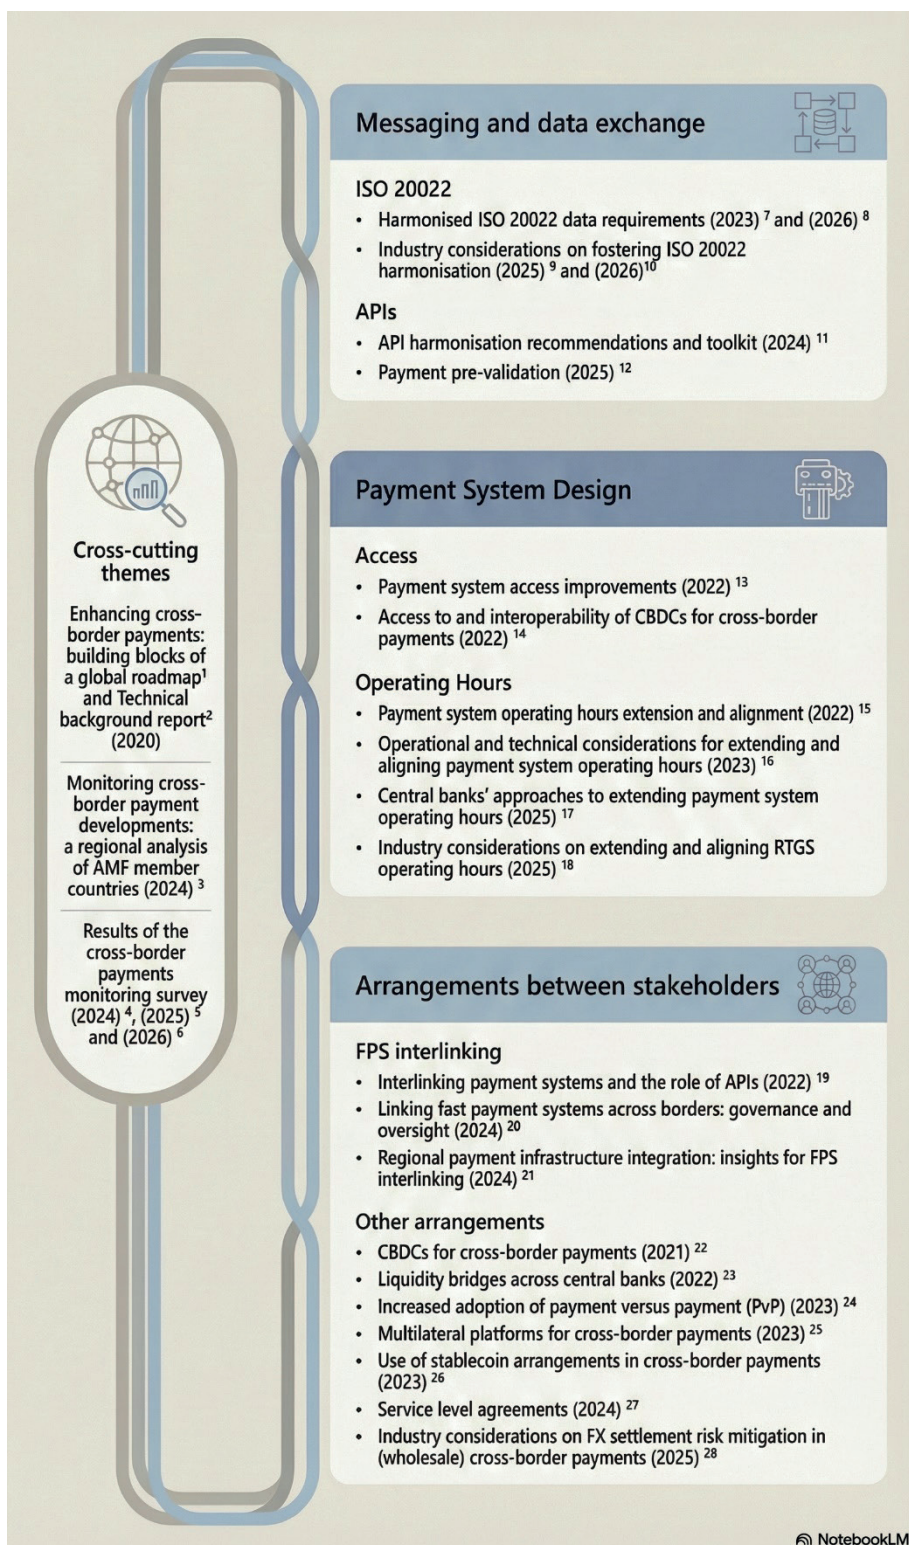 Messaging and data exchange
ISO 20022
• Harmonised ISO 20022 data requirements (2023) 7 and (2026) 8
• Industry considerations on fostering ISO 20022
harmonisation (2025) 9 and (2026)10
APIs
• API harmonisation recommendations and toolkit (2024) 11
• Payment pre-validation (2025) 12
Cross-cutting
themes
Enhancing cross-
border payments:
building blocks of
a global roadmap1
and Technical
background report2
(2020)
Monitoring cross-
border payment
developments:
a regional analysis
of AMF member
countries (2024) 3
Results of the
cross-border
payments
monitoring survey
(2024) 4, (2025) 5
and (2026) 6
Payment System Design
Access
• Payment system access improvements (2022) 13
• Access to and interoperability of CBDCs for cross-border
payments (2022) 14
Operating Hours
• Payment system operating hours extension and alignment (2022) 15
• Operational and technical considerations for extending and
aligning payment system operating hours (2023) 16
• Central banks' approaches to extending payment system
operating hours (2025) 17
• Industry considerations on extending and aligning RTGS
operating hours (2025) 18
Arrangements between stakeholders
FPS interlinking
• Interlinking payment systems and the role of APIs (2022) 19
• Linking fast payment systems across borders: governance and
oversight (2024) 20
• Regional payment infrastructure integration: insights for FPS
interlinking (2024) 21
Other arrangements
• CBDCs for cross-border payments (2021) 22
• Liquidity bridges across central banks (2022) 23
• Increased adoption of payment versus payment (PvP) (2023) 24
• Multilateral platforms for cross-border payments (2023) 25
• Use of stablecoin arrangements in cross-border payments
(2023) 26
• Service level agreements (2024) 27
• Industry considerations on FX settlement risk mitigation in
(wholesale) cross-border payments (2025) 28
NotebookLM